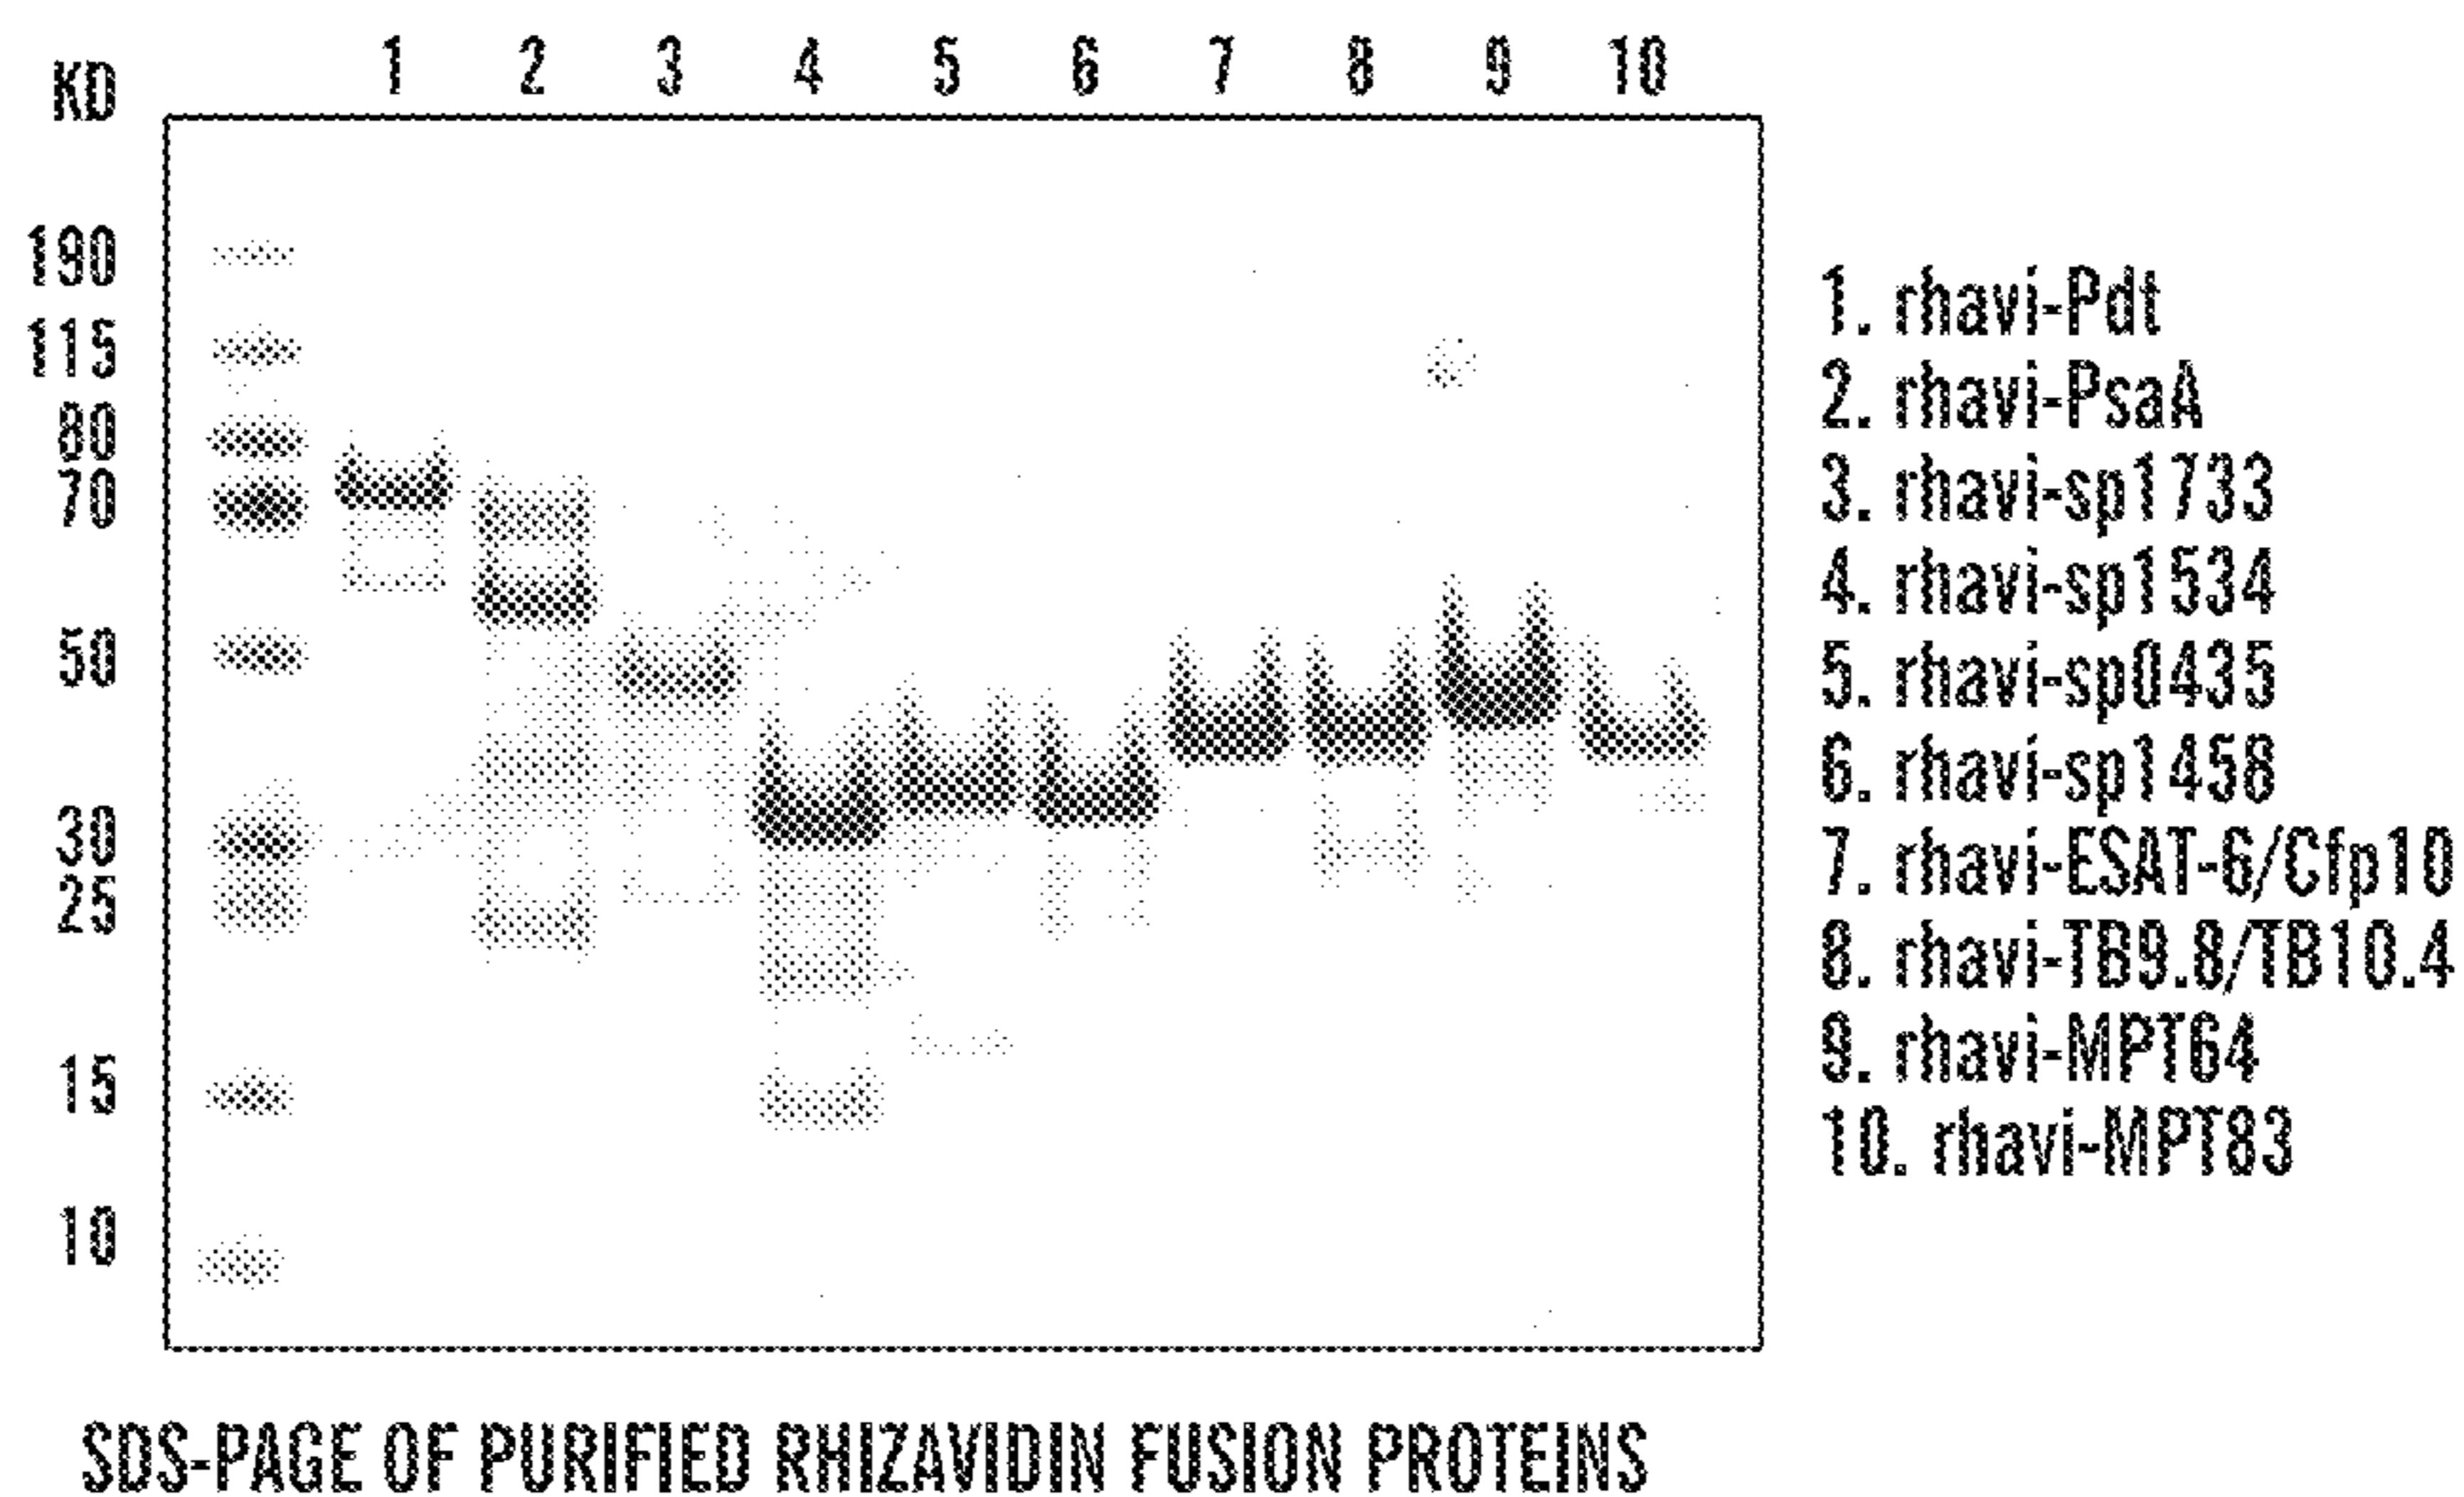 KD 1 2 3 4 5 6 7 8 9 10
190
115
80
70
50
30
25
15
10
1. rhavi-Pdt
2. rhavi-PsaA
3. rhavi-sp1733
4. rhavi-sp1534
5. rhavi-sp0435
6. rhavi-sp1458
7. rhavi-ESAT-6/Cfp10
8. rhavi-TB9.8/TB10.4
9. rhavi-MPT64
10. rhavi-MPT83
SDS-PAGE OF PURIFIED RHIZAVIDIN FUSION PROTEINS